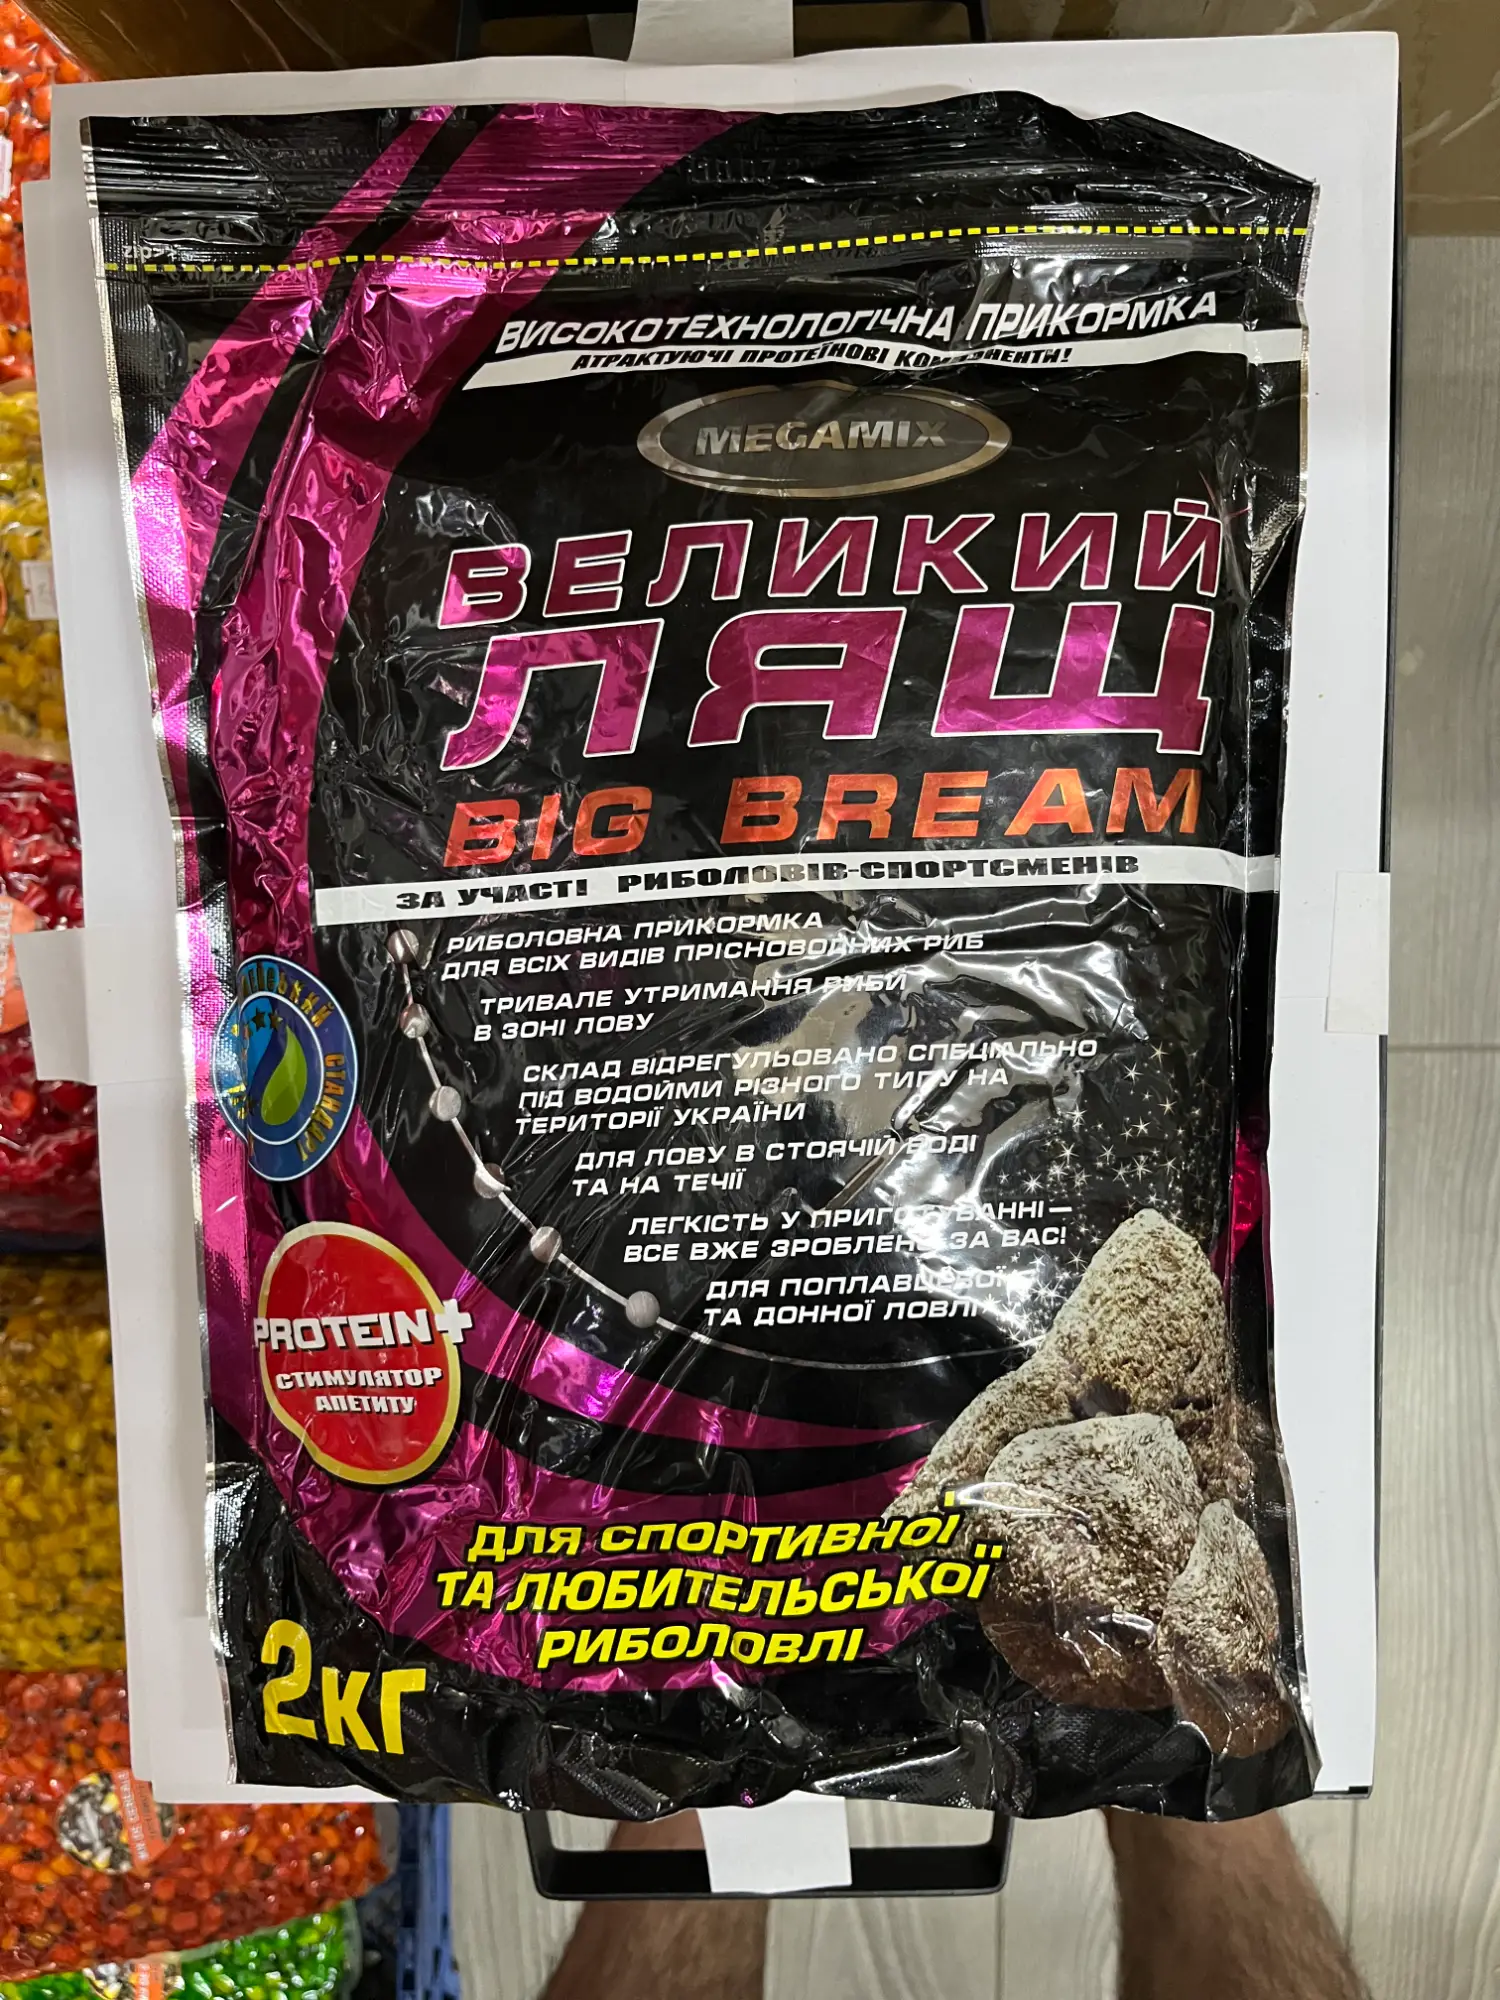 ZIP
ВИСОКОТЕХНОЛОГІЧНА ПРИКОРМКА
АТРАКТУЮЧІ ПРОТЕЇНОВІ КОМПОНЕНТИ!
MEGAMIX
ВЕЛИКИЙ
ЛЯЩ
BIG BREAM
ЗА УЧАСТІ РИБОЛОВІВ-СПОРТСМЕНІВ
РИБОЛОВНА ПРИКОРМКА
ДЛЯ ВСІХ ВИДІВ ПРІСНОВОДНИХ РИБ
ТРИВАЛЕ УТРИМАННЯ РИБИ
В ЗОНІ ЛОВУ
СКЛАД ВІДРЕГУЛЬОВАНО СПЕЦІАЛЬНО
ПІД ВОДОЙМИ РІЗНОГО ТИПУ НА
ТЕРИТОРІЇ УКРАЇНИ
ДЛЯ ЛОВУ В СТОЯЧІЙ ВОДІ
ТА НА ТЕЧІЇ
ЛЕГКІСТЬ У ПРИГОТУВАННІ —
ВСЕ ВЖЕ ЗРОБЛЕНО ЗА ВАС!
ДЛЯ ПОПЛАВЦЕВОЇ
ТА ДОННОЇ ЛОВЛІ
СТАНДАРТ
PROTEIN+
СТИМУЛЯТОР
АПЕТИТУ
ДЛЯ СПОРТИВНОЇ
ТА ЛЮБИТЕЛЬСЬКОЇ
РИБОЛОВЛІ
2КГ